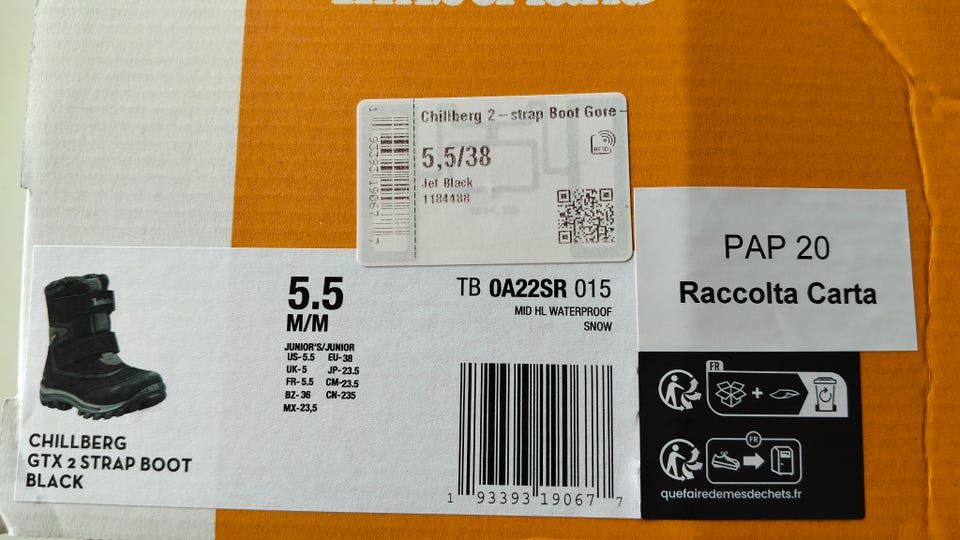 Timberland
Chillberg 2-strap Boot Gore
5,5/38
RFID
Jet Black
1184488
PAP 20
Raccolta Carta
5.5
M/M
TB 0A22SR 015
MID HL WATERPROOF
SNOW
JUNIOR'S/JUNIOR
US-5.5 EU-38
UK-5 JP-23.5
FR-5.5 CM-23.5
BZ-36 CN-235
MX-23,5
CHILLBERG
GTX 2 STRAP BOOT
BLACK
1 93393 19067 7
FR
FR
quefairedemesdechets.fr